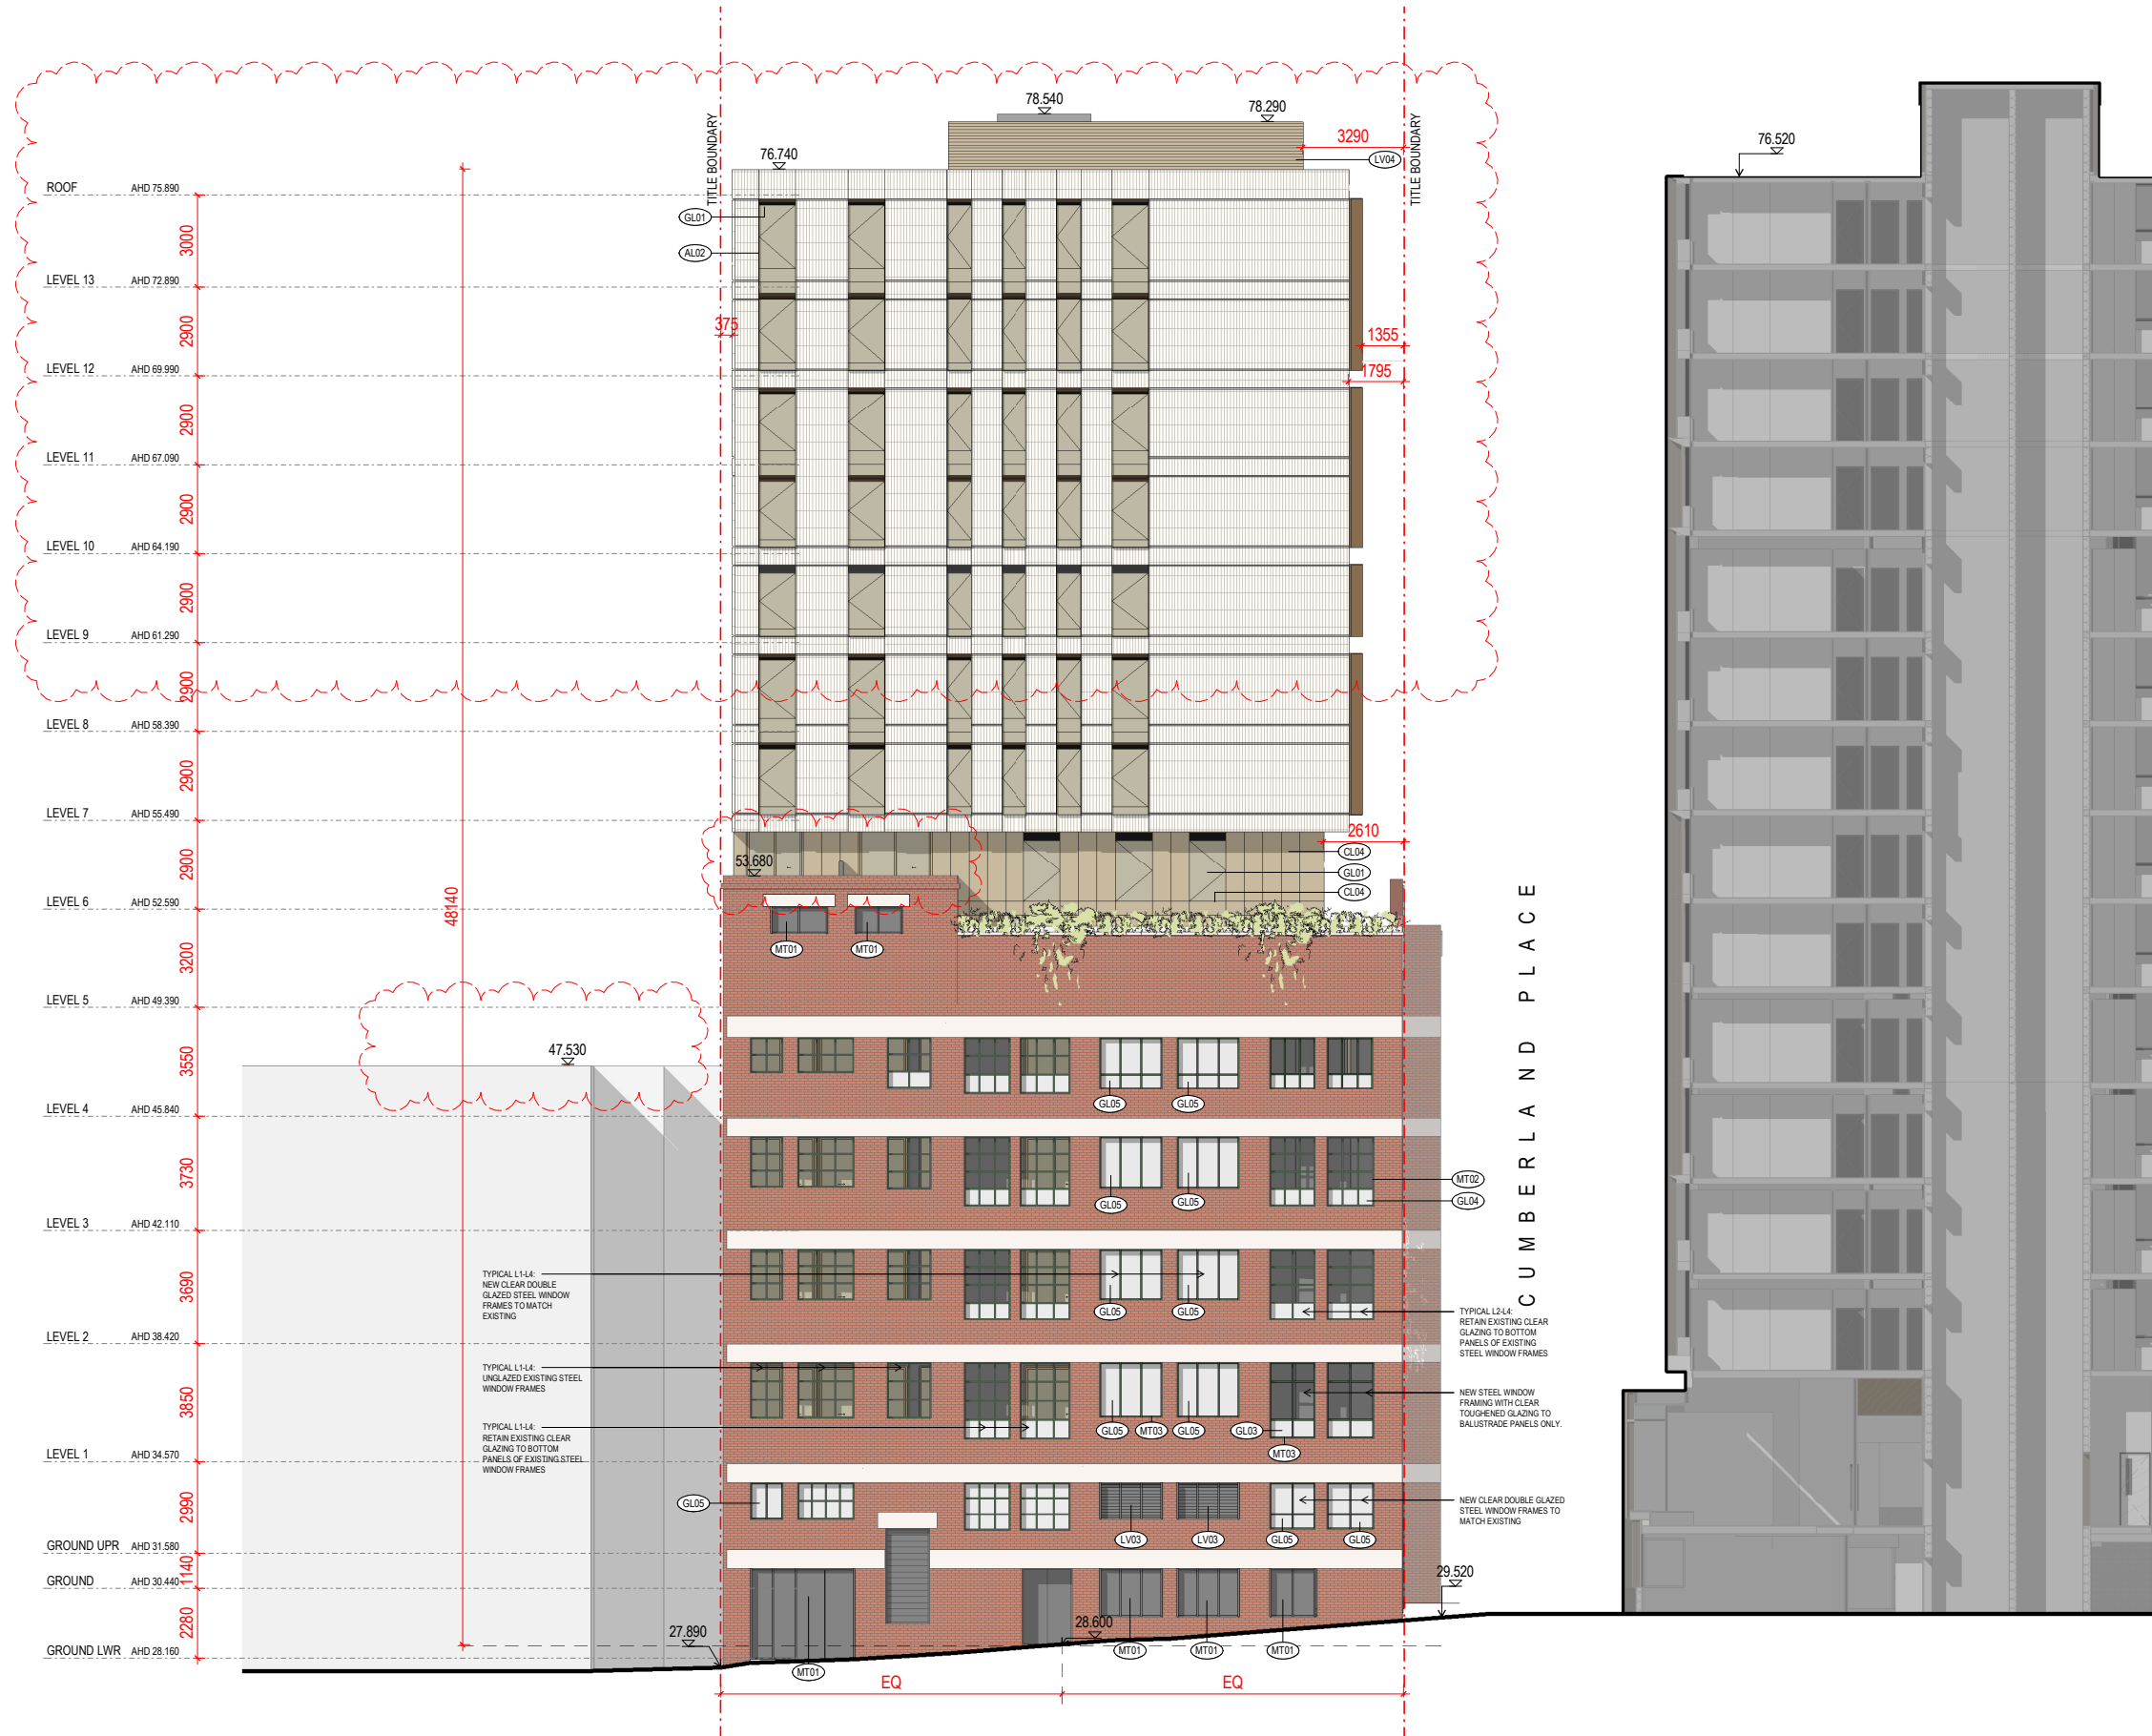 78.540
78.290
TITLE BOUNDARY
TITLE BOUNDARY
3290
LV04
76.740
76.520
ROOF AHD 75.890
GL01
3000
AL02
LEVEL 13 AHD 72.890
375
2900
1355
LEVEL 12 AHD 69.990
1795
2900
LEVEL 11 AHD 67.090
2900
LEVEL 10 AHD 64.190
2900
LEVEL 9 AHD 61.290
2900
LEVEL 8 AHD 58.390
2900
LEVEL 7 AHD 55.490
2610
CL04
53.680
2900
GL01
CL04
48140
LEVEL 6 AHD 52.590
MT01
MT01
3200
CUMBERLAND PLACE
LEVEL 5 AHD 49.390
47.530
3550
GL05
GL05
LEVEL 4 AHD 45.840
3730
MT02
GL05
GL05
GL04
LEVEL 3 AHD 42.110
TYPICAL L1-L4:
NEW CLEAR DOUBLE
GLAZED STEEL WINDOW
FRAMES TO MATCH
EXISTING
3690
GL05
GL05
TYPICAL L2-L4:
RETAIN EXISTING CLEAR
GLAZING TO BOTTOM
PANELS OF EXISTING
STEEL WINDOW FRAMES
LEVEL 2 AHD 38.420
TYPICAL L1-L4:
UNGLAZED EXISTING STEEL
WINDOW FRAMES
3850
NEW STEEL WINDOW
FRAMING WITH CLEAR
TOUGHENED GLAZING TO
BALUSTRADE PANELS ONLY.
TYPICAL L1-L4:
RETAIN EXISTING CLEAR
GLAZING TO BOTTOM
PANELS OF EXISTING STEEL
WINDOW FRAMES
GL05
MT03
GL05
GL03
MT03
LEVEL 1 AHD 34.570
GL05
2990
NEW CLEAR DOUBLE GLAZED
STEEL WINDOW FRAMES TO
MATCH EXISTING
LV03
LV03
GL05
GL05
GROUND UPR AHD 31.580
1140
GROUND AHD 30.440
29.520
2280
27.890
28.600
GROUND LWR AHD 28.160
MT01
MT01
MT01
MT01
EQ
EQ